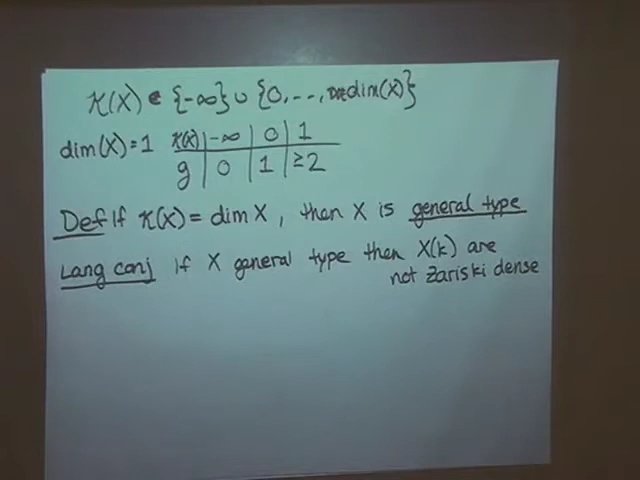 κ(X) ∈ {-∞} ∪ {0,...,dim(X)}
dim(X)=1 κ(X) | -∞ | 0 | 1
g | 0 | 1 | ≥2
Def If κ(X) = dim X, then X is general type
Lang conj if X general type then X(k) are
not Zariski dense